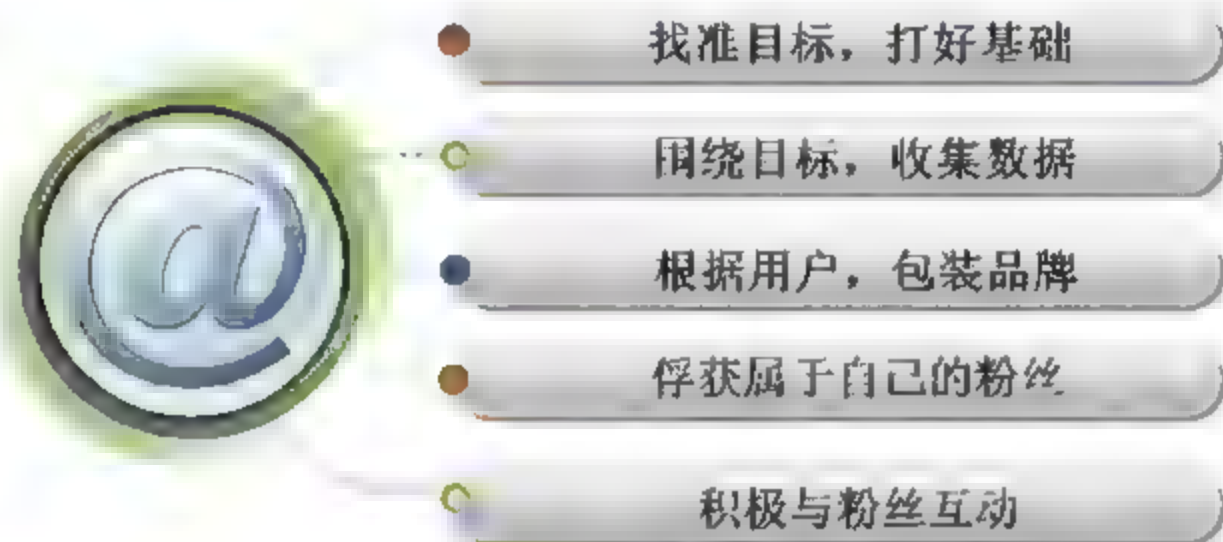 @
找准目标，打好基础
围绕目标，收集数据
根据用户，包装品牌
俘获属于自己的粉丝
积极与粉丝互动